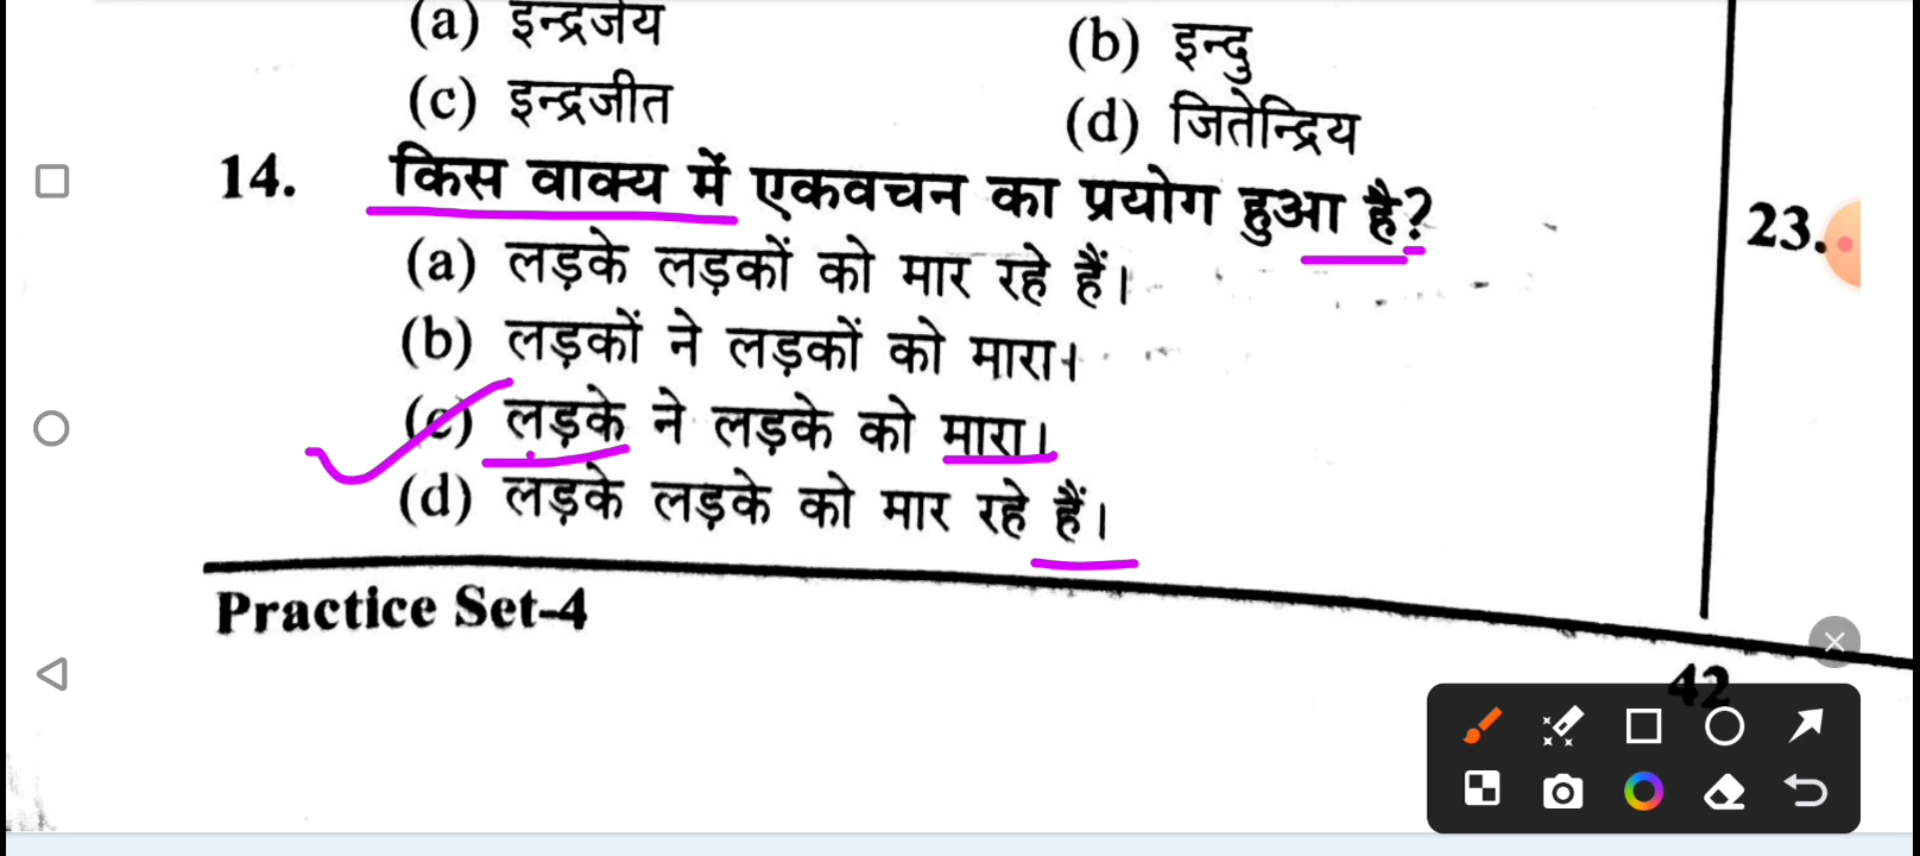 (a) इन्द्रजय (b) इन्दु
(c) इन्द्रजीत (d) जितेन्द्रिय
14. किस वाक्य में एकवचन का प्रयोग हुआ है?
(a) लड़के लड़कों को मार रहे हैं।
(b) लड़कों ने लड़कों को मारा।
(c) लड़के ने लड़के को मारा।
(d) लड़के लड़के को मार रहे हैं।
23.
Practice Set-4
42